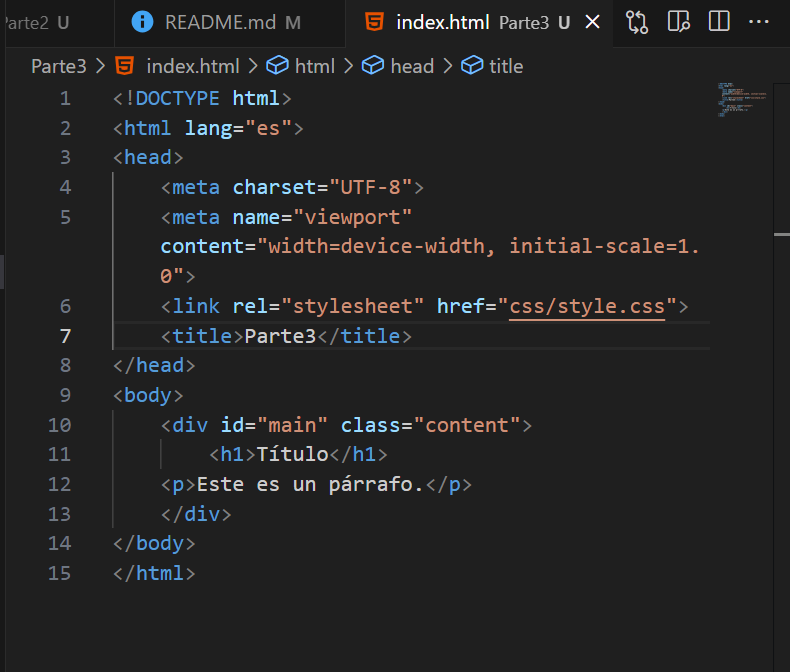 Parte2 U README.md M index.html Parte3 U
Parte3 > index.html > html > head > title
1 <!DOCTYPE html>
2 <html lang="es">
3 <head>
4 <meta charset="UTF-8">
5 <meta name="viewport"
content="width=device-width, initial-scale=1.
0">
6 <link rel="stylesheet" href="css/style.css">
7 <title>Parte3</title>
8 </head>
9 <body>
10 <div id="main" class="content">
11 <h1>Título</h1>
12 <p>Este es un párrafo.</p>
13 </div>
14 </body>
15 </html>